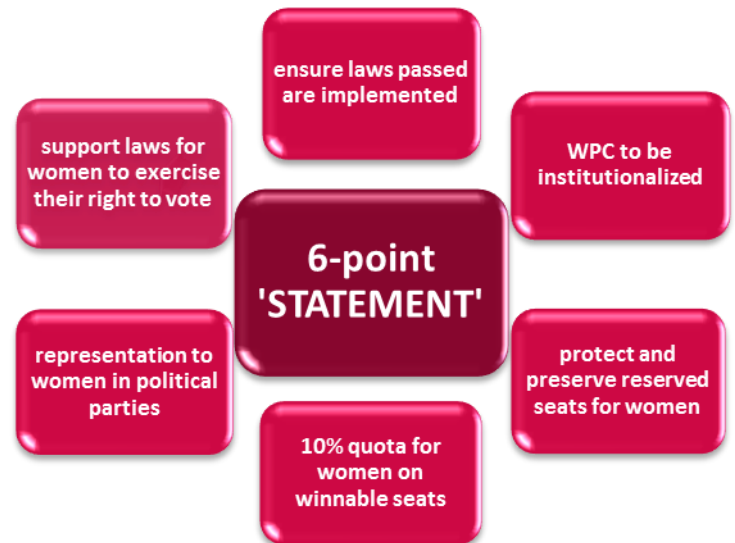 ensure laws passed
are implemented
WPC to be
institutionalized
protect and
preserve reserved
seats for women
10% quota for
women on
winnable seats
representation to
women in political
parties
support laws for
women to exercise
their right to vote
6-point
'STATEMENT'